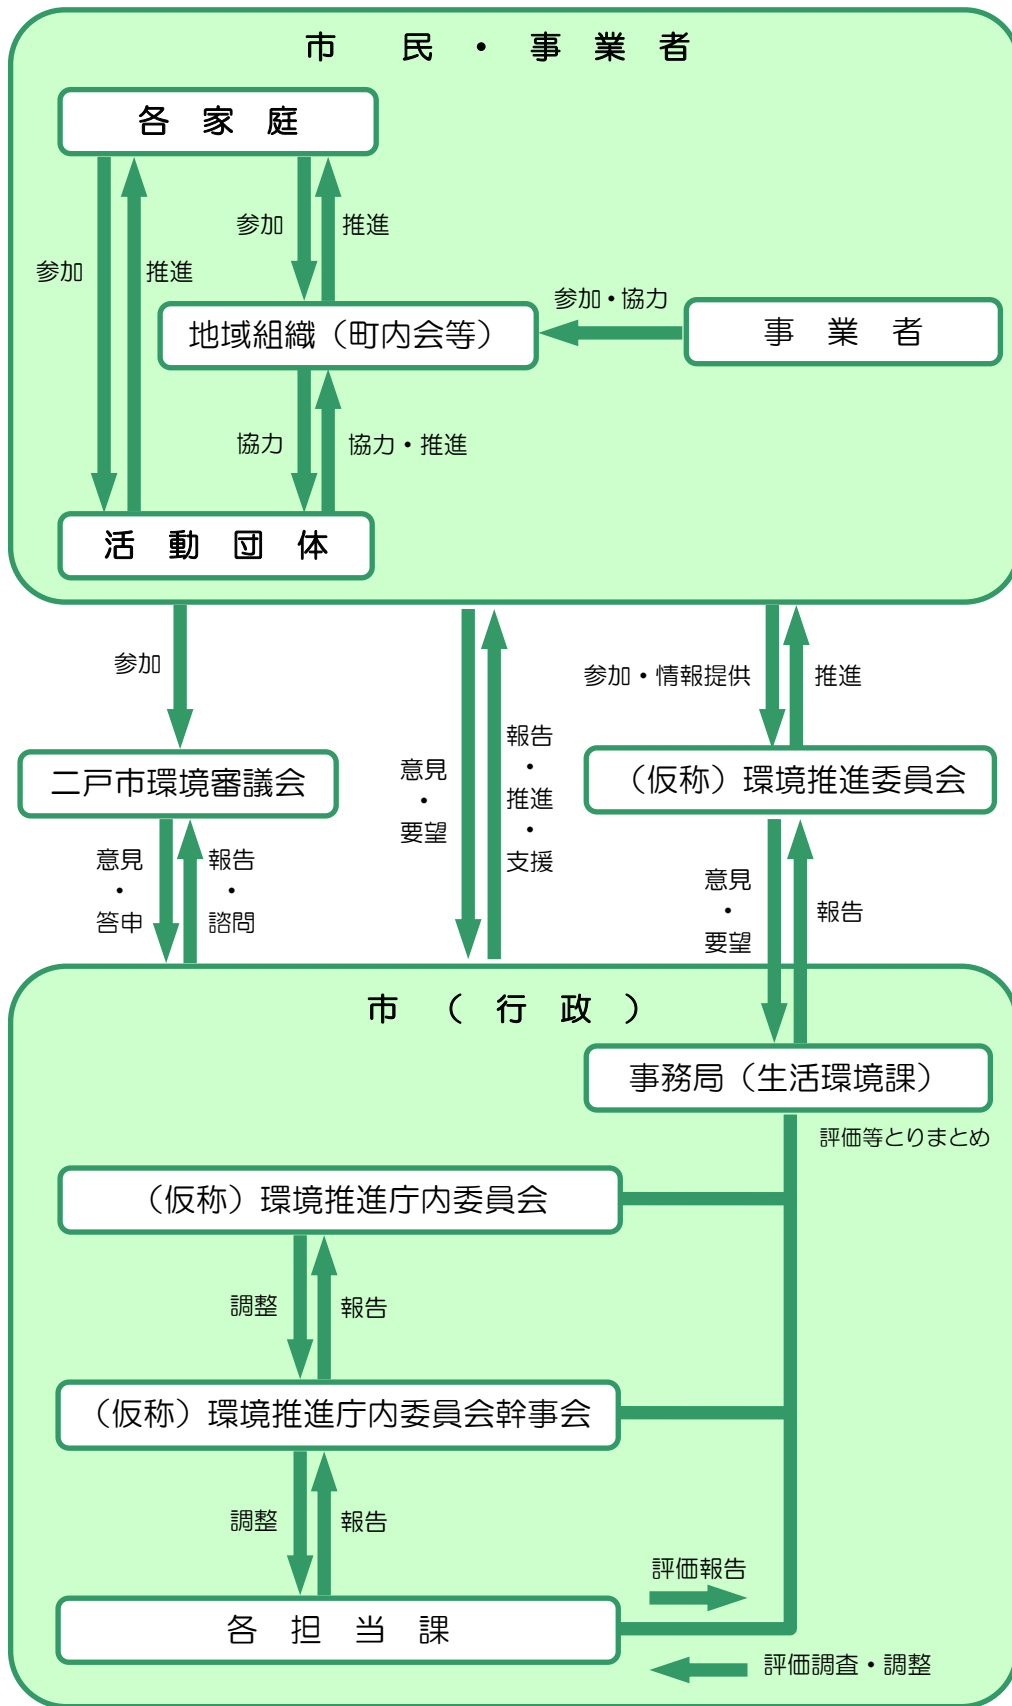 市　民・事業者
各　家　庭
参加
推進
参加
推進
参加・協力
地域組織（町内会等）
事　業　者
協力
協力・推進
活　動　団　体
参加
参加・情報提供
推進
意見・要望
報告・推進・支援
二戸市環境審議会
（仮称）環境推進委員会
意見・答申
報告・諮問
意見・要望
報告
市（行政）
事務局（生活環境課）
評価等とりまとめ
（仮称）環境推進庁内委員会
調整
報告
（仮称）環境推進庁内委員会幹事会
調整
報告
評価報告
各　担　当　課
評価調査・調整